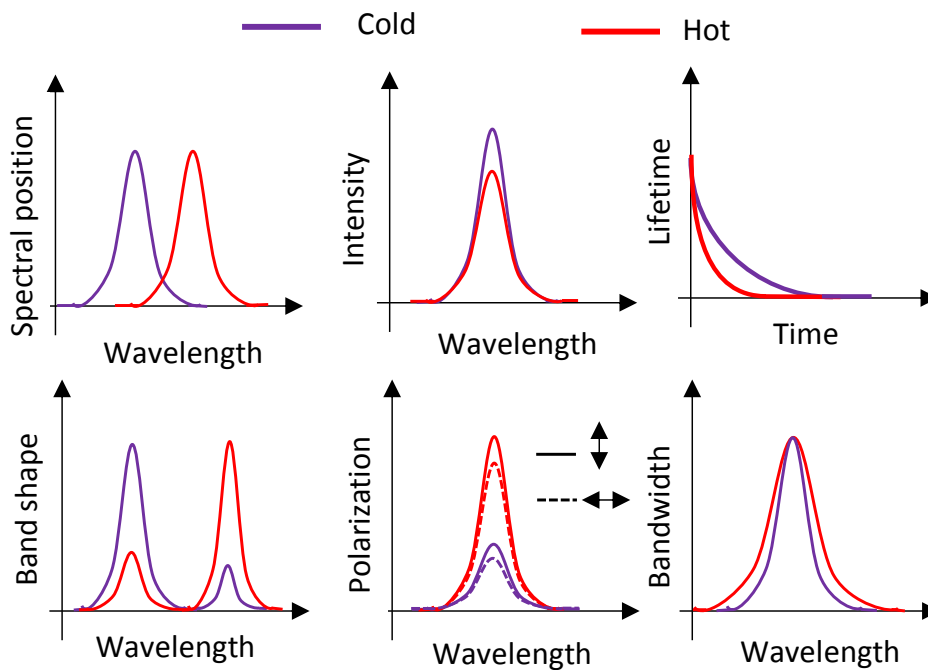 Cold
Hot
Spectral position
Wavelength
Intensity
Wavelength
Lifetime
Time
Band shape
Wavelength
Polarization
Wavelength
Bandwidth
Wavelength